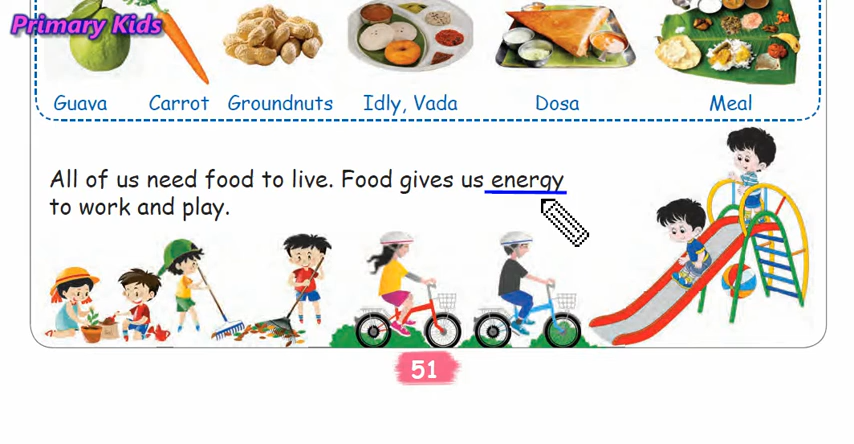 Primary Kids
Guava Carrot Groundnuts Idly, Vada Dosa Meal
All of us need food to live. Food gives us energy
to work and play.
51